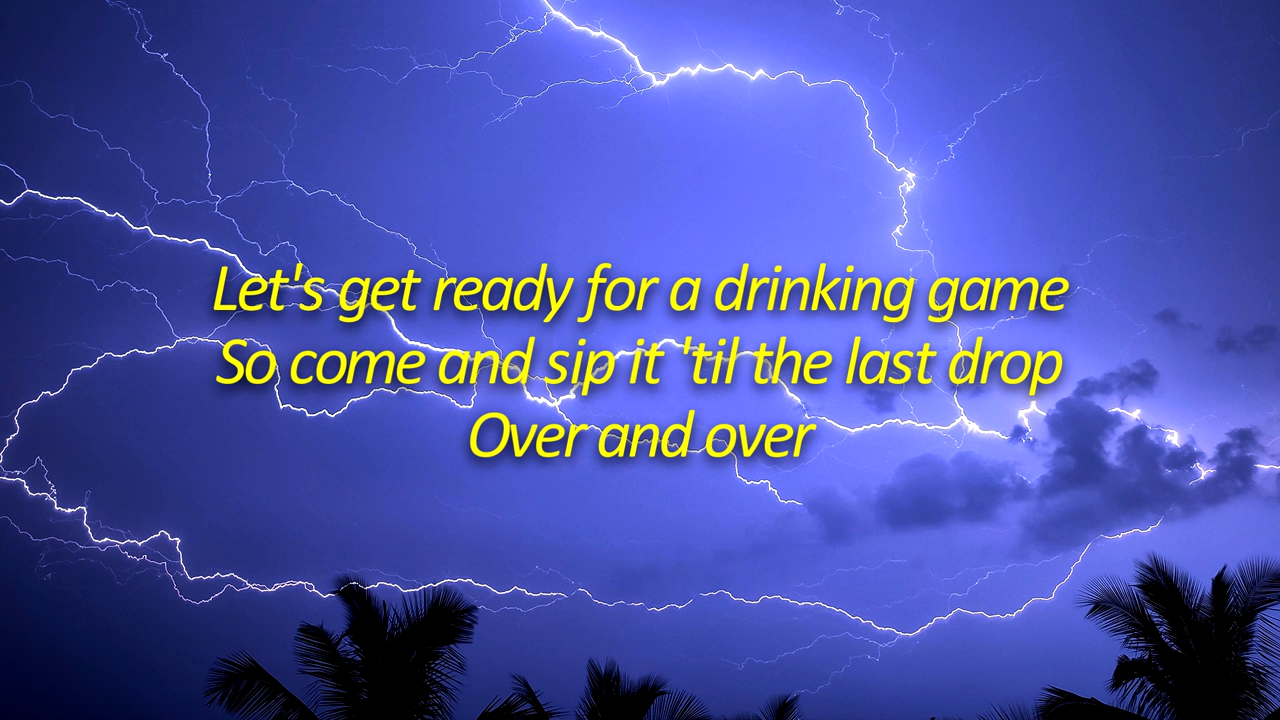 Let's get ready for a drinking game
So come and sip it 'til the last drop
Over and over